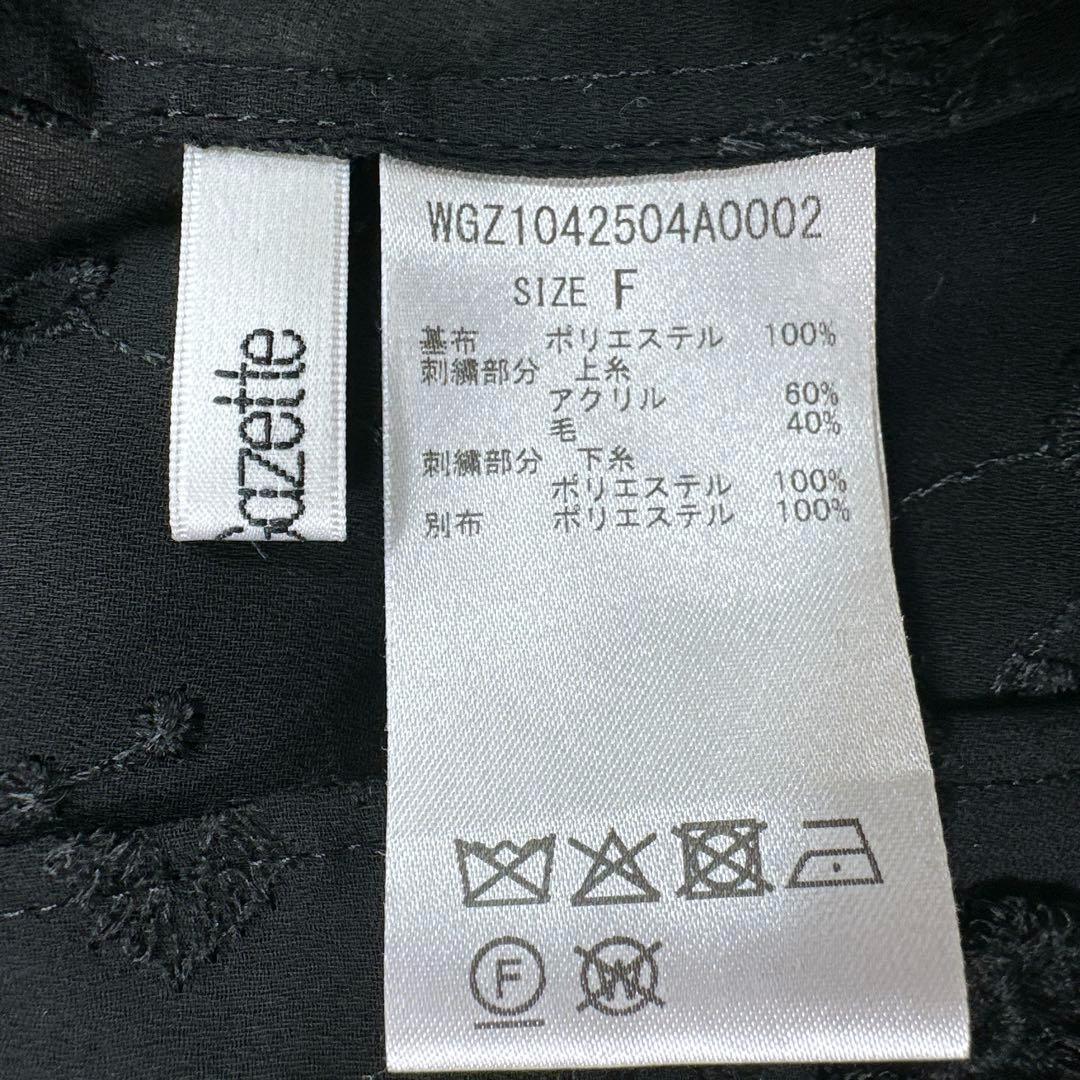 Gazette
WGZ1042504A0002
SIZE F
基布 ポリエステル 100%
刺繍部分 上糸
アクリル 60%
毛 40%
刺繍部分 下糸
ポリエステル 100%
別布 ポリエステル 100%
F
W